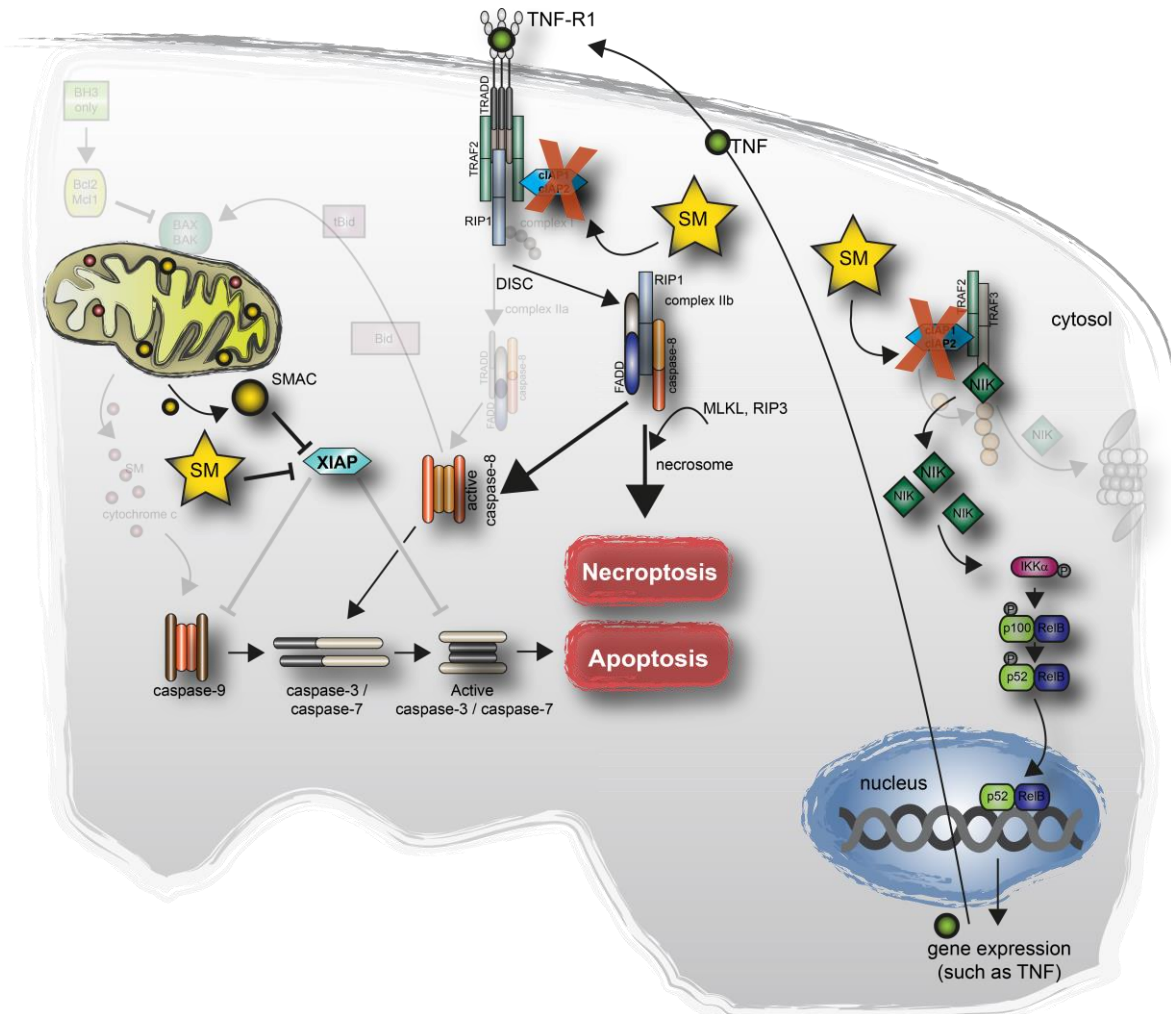 TNF-R1
BH3
only
Bcl2
Mcl1
BAX
BAK
tBid
Bid
TRADD
TRAF2
RIP1
cIAP1
cIAP2
complex I
SM
TNF
DISC
complex IIa
TRADD
FADD
caspase-8
RIP1
complex IIb
FADD
caspase-8
MLKL, RIP3
necrosome
SMAC
SM
XIAP
SM
cytochrome c
active
caspase-8
Necroptosis
Apoptosis
caspase-9
caspase-3 /
caspase-7
Active
caspase-3 / caspase-7
SM
TRAF2
TRAF3
cytosol
cIAP1
cIAP2
NIK
NIK
NIK
NIK
NIK
IKKα
P
P
p100
RelB
P
p52
RelB
nucleus
p52
RelB
gene expression
(such as TNF)